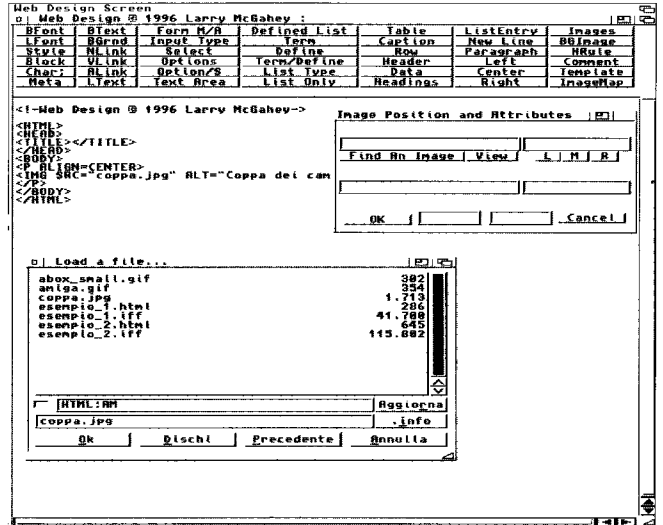 Web Design Screen
Web Design © 1996 Larry McGahey :
BFont BText Form M/A Defined List Table ListEntry Images
LFont BGrnd Input Type Term Caption New Line BGImage
Style NLink Select Define Row Paragraph HRule
Block VLink Options Term/Define Header Left Comment
Char; ALink Option/S List Type Data Center Template
Meta LText Text Area List Only Headings Right ImageMap
<!-Web Design © 1996 Larry McGahey->
<HTML>
<HEAD>
<TITLE></TITLE>
</HEAD>
<BODY>
<P ALIGN=CENTER>
<IMG SRC="coppa.jpg" ALT="Coppa dei cam
</P>
</BODY>
</HTML>
Image Position and Attributes
Find An Image View L M R
OK Cancel
Load a file...
abox_small.gif 302
amiga.gif 354
coppa.jpg 1.713
esempio_1.html 286
esempio_1.iff 41.700
esempio_2.html 645
esempio_2.iff 115.802
HTML:AM Aggiorna
coppa.jpg .info
Ok Dischi Precedente Annulla